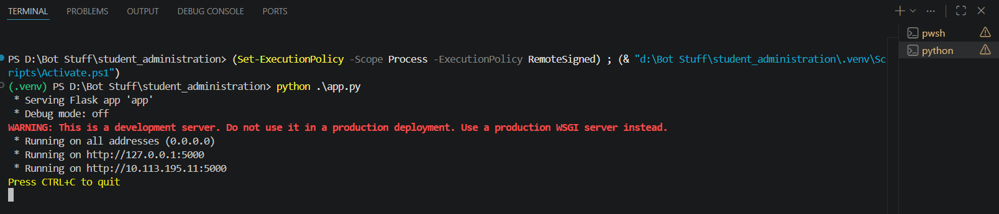 TERMINAL PROBLEMS OUTPUT DEBUG CONSOLE PORTS
pwsh
python
PS D:\Bot Stuff\student_administration> (Set-ExecutionPolicy -Scope Process -ExecutionPolicy RemoteSigned) ; (& "d:\Bot Stuff\student_administration\.venv\Sc
ripts\Activate.ps1")
(.venv) PS D:\Bot Stuff\student_administration> python .\app.py
 * Serving Flask app 'app'
 * Debug mode: off
WARNING: This is a development server. Do not use it in a production deployment. Use a production WSGI server instead.
 * Running on all addresses (0.0.0.0)
 * Running on http://127.0.0.1:5000
 * Running on http://10.113.195.11:5000
Press CTRL+C to quit